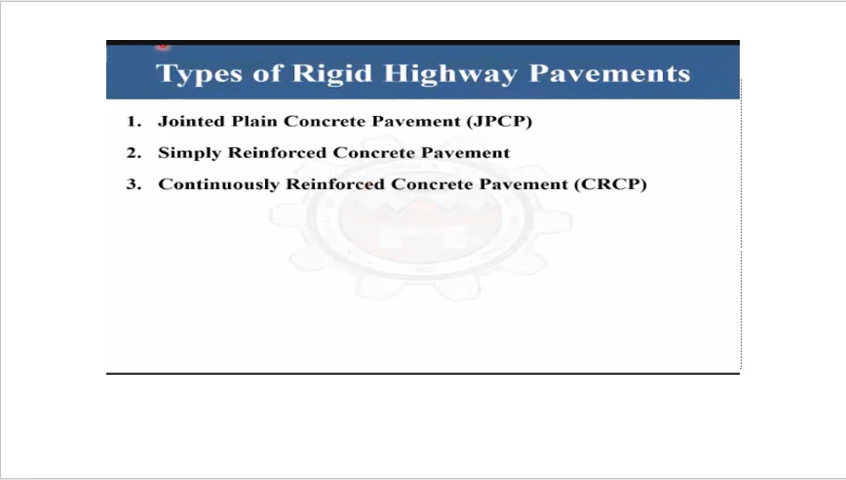 Types of Rigid Highway Pavements
1. Jointed Plain Concrete Pavement (JPCP)
2. Simply Reinforced Concrete Pavement
3. Continuously Reinforced Concrete Pavement (CRCP)